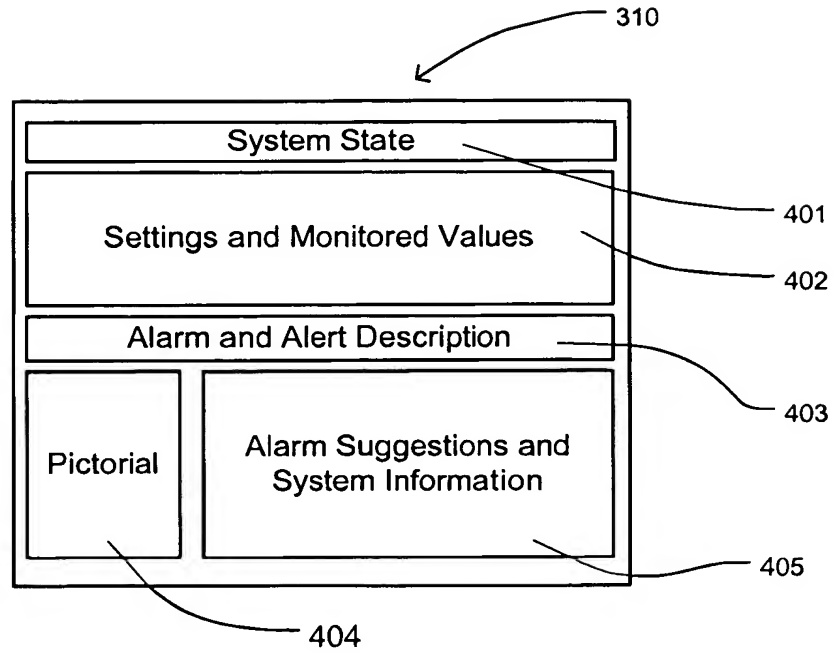 310
System State
401
Settings and Monitored Values
402
Alarm and Alert Description
403
Pictorial
Alarm Suggestions and
System Information
405
404